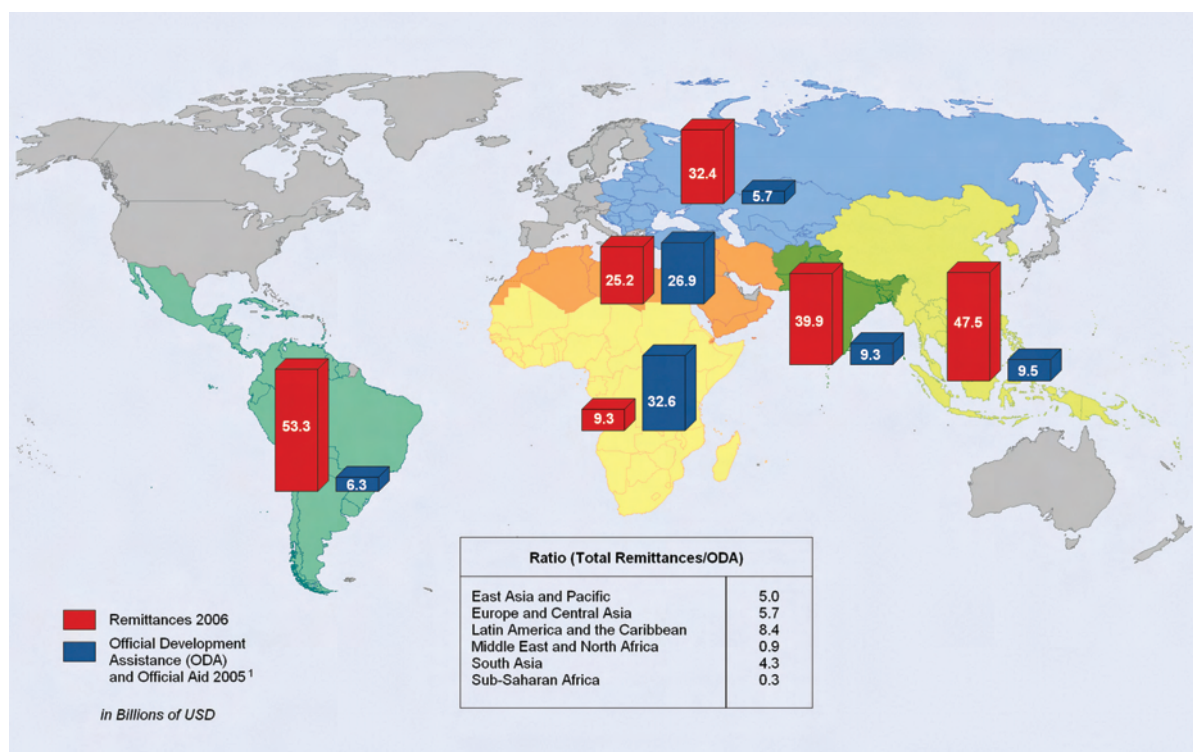 32.4
5.7
25.2
26.9
39.9
9.3
47.5
9.5
9.3
32.6
53.3
6.3
Ratio (Total Remittances/ODA)
East Asia and Pacific 5.0
Europe and Central Asia 5.7
Latin America and the Caribbean 8.4
Middle East and North Africa 0.9
South Asia 4.3
Sub-Saharan Africa 0.3
Remittances 2006
Official Development
Assistance (ODA)
and Official Aid 2005 1
in Billions of USD